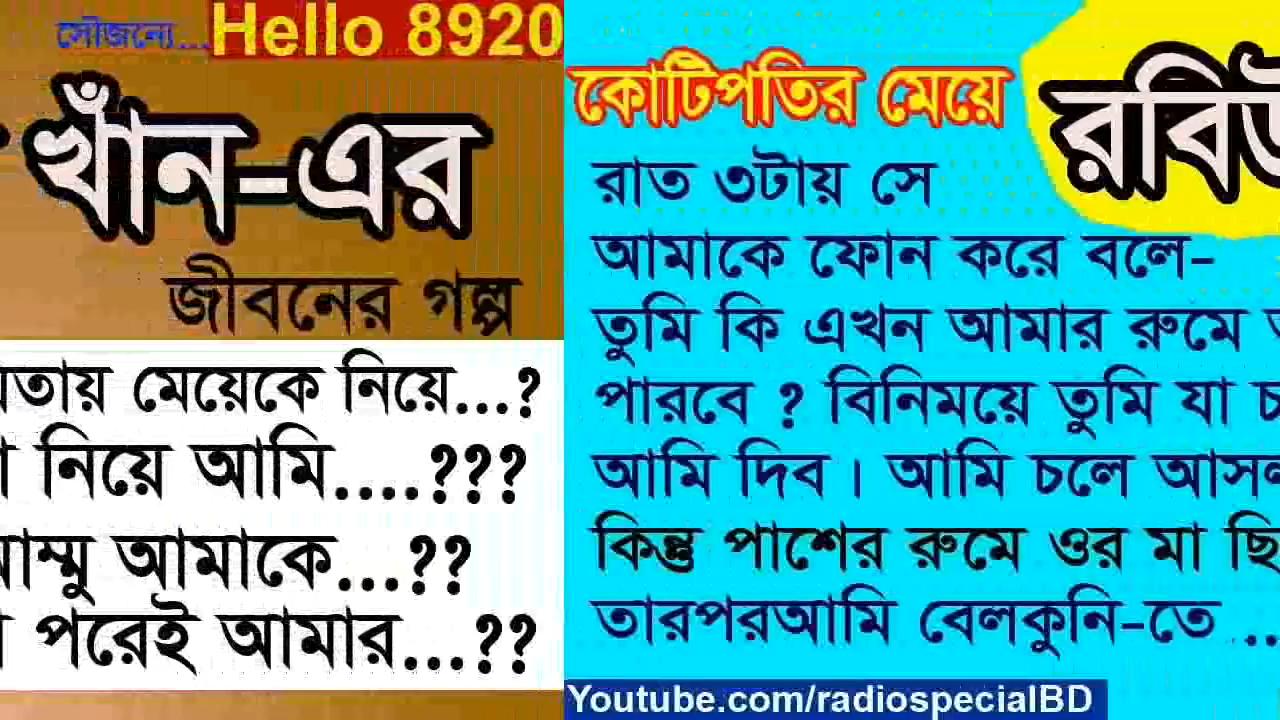 সৌজন্যে...Hello 8920
খাঁন-এর
জীবনের গল্প
মেয়েকে নিয়ে...?
নিয়ে আমি....???
আমাকে...??
পরেই আমার...??
কোটিপতির মেয়ে
রাত ৩টায় সে
আমাকে ফোন করে বলে-
তুমি কি এখন আমার রুমে
পারবে ? বিনিময়ে তুমি যা
আমি দিব । আমি চলে
কিন্তু পাশের রুমে ওর মা
তারপরআমি বেলকুনি-তে ...
Youtube.com/radiospecialBD